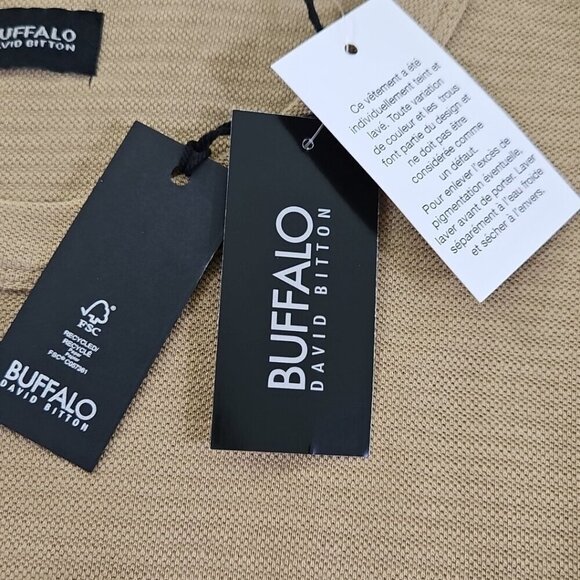 BUFFALO
DAVID BITTON
Ce vêtement a été
individuellement teint et
lavé. Toute variation
de couleur et les trous
font partie du design et
ne doit pas être
considérée comme
un défaut.
Pour enlever l'excès de
pigmentation éventuelle,
laver avant de porter. Laver
séparément à l'eau froide
et sécher à l'envers.
BUFFALO
DAVID BITTON
FSC
RECYCLED/
RECYCLÉ
Paper
Papier
BUFFALO
DAVID BITTON